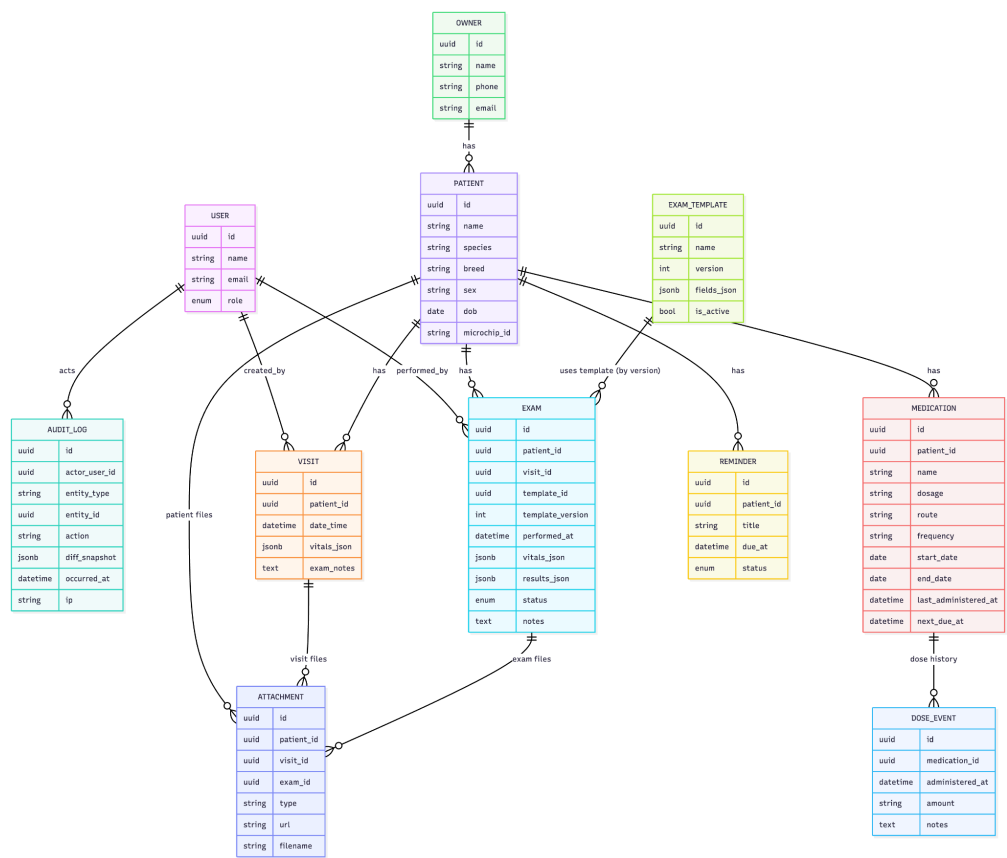 OWNER
uuid id
string name
string phone
string email
has
PATIENT
uuid id
string name
string species
string breed
string sex
date dob
string microchip_id
USER
uuid id
string name
string email
enum role
EXAM_TEMPLATE
uuid id
string name
int version
jsonb fields_json
bool is_active
acts
created_by
has
performed_by
has
uses template (by version)
has
has
AUDIT_LOG
uuid id
uuid actor_user_id
string entity_type
uuid entity_id
string action
jsonb diff_snapshot
datetime occurred_at
string ip
VISIT
uuid id
uuid patient_id
datetime date_time
jsonb vitals_json
text exam_notes
EXAM
uuid id
uuid patient_id
uuid visit_id
uuid template_id
int template_version
datetime performed_at
jsonb vitals_json
jsonb results_json
enum status
text notes
REMINDER
uuid id
uuid patient_id
string title
datetime due_at
enum status
MEDICATION
uuid id
uuid patient_id
string name
string dosage
string route
string frequency
date start_date
date end_date
datetime last_administered_at
datetime next_due_at
patient files
visit files
exam files
dose history
ATTACHMENT
uuid id
uuid patient_id
uuid visit_id
uuid exam_id
string type
string url
string filename
DOSE_EVENT
uuid id
uuid medication_id
datetime administered_at
string amount
text notes